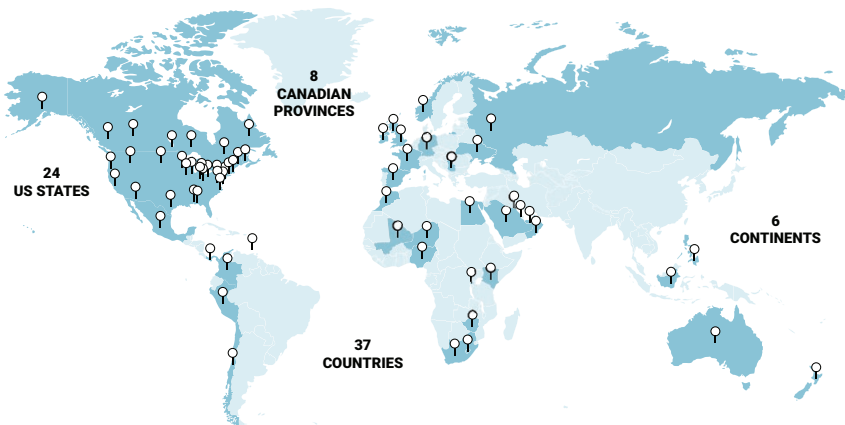 8
CANADIAN
PROVINCES
24
US STATES
6
CONTINENTS
37
COUNTRIES